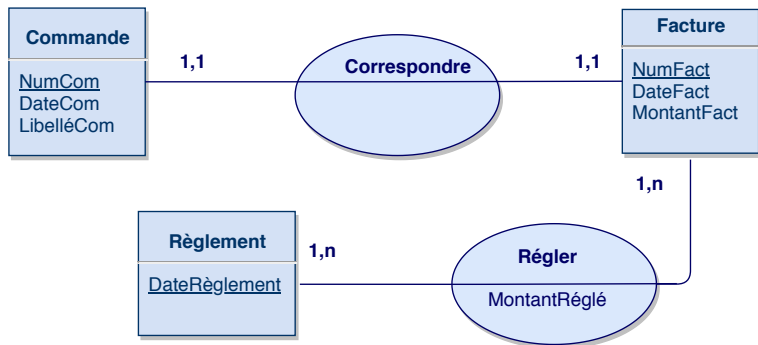 Commande
NumCom
DateCom
LibelléCom
1,1
Correspondre
1,1
Facture
NumFact
DateFact
MontantFact
1,n
Règlement
DateRèglement
1,n
Régler
MontantRéglé